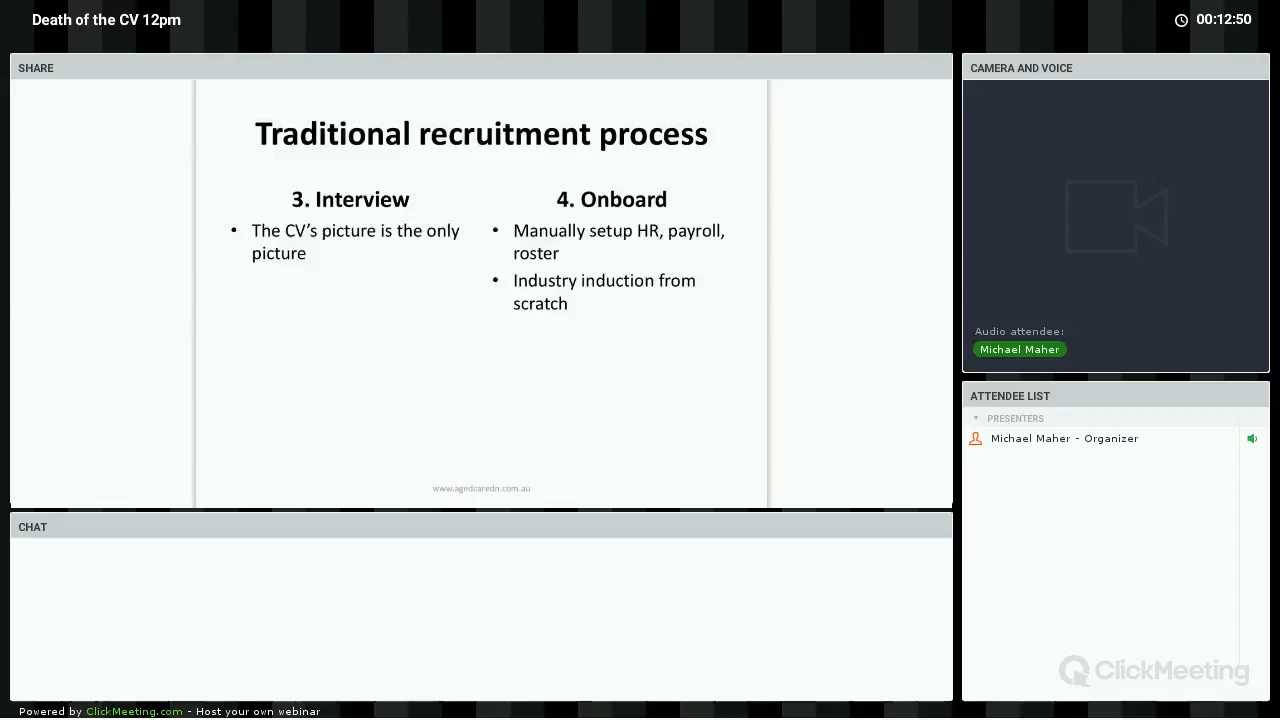 Death of the CV 12pm
00:12:50
SHARE
Traditional recruitment process
3. Interview
• The CV's picture is the only
picture
4. Onboard
• Manually setup HR, payroll,
roster
• Industry induction from
scratch
www.agedcaredn.com.au
CAMERA AND VOICE
Audio attendee:
Michael Maher
ATTENDEE LIST
PRESENTERS
Michael Maher - Organizer
CHAT
ClickMeeting
Powered by ClickMeeting.com - Host your own webinar